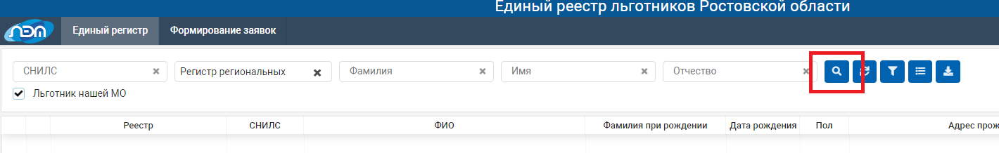 Единый реестр льготников Ростовской области
ЛЭМ Единый регистр Формирование заявок
СНИЛС Регистр региональных Фамилия Имя Отчество
Льготник нашей МО
Реестр СНИЛС ФИО Фамилия при рождении Дата рождения Пол Адрес прож